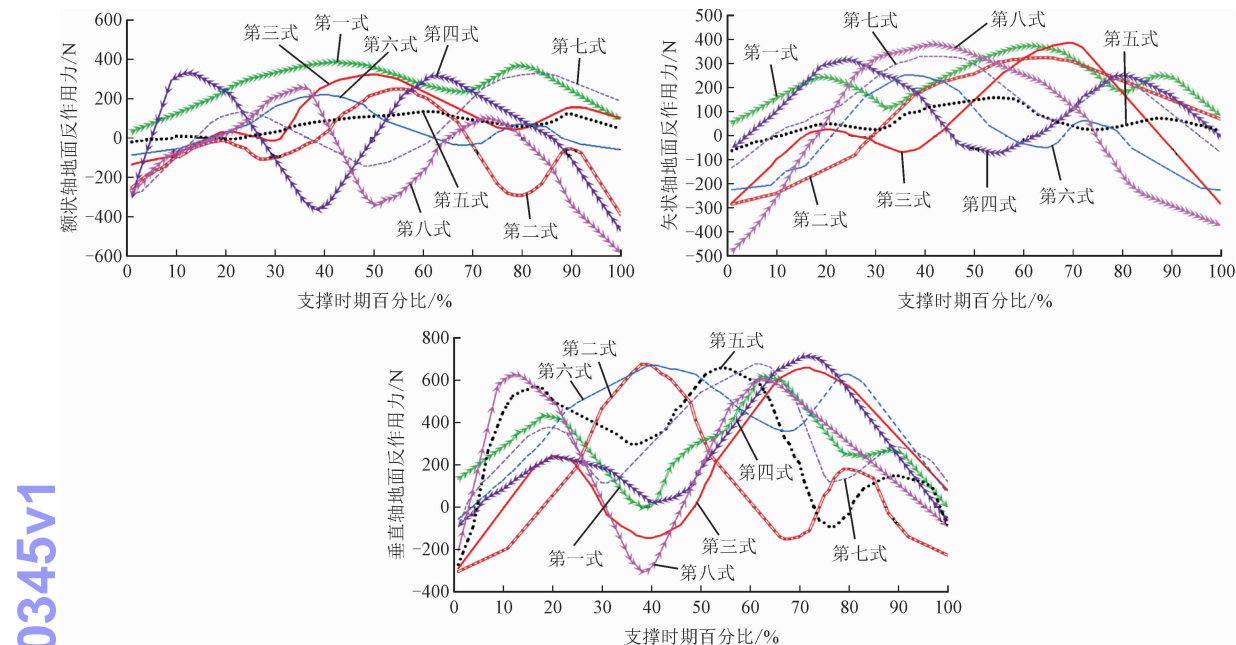 600
400
200
0
−200
−400
−600
额状轴地面反作用力/N
第三式
第一式
第六式
第四式
第七式
第五式
第八式
第二式
0
10
20
30
40
50
60
70
80
90
100
支撑时期百分比/%
500
400
300
200
100
0
−100
−200
−300
−400
−500
矢状轴地面反作用力/N
第一式
第七式
第八式
第五式
第二式
第三式
第四式
第六式
0
10
20
30
40
50
60
70
80
90
100
支撑时期百分比/%
800
600
400
200
0
−200
−400
垂直轴地面反作用力/N
第二式
第六式
第五式
第四式
第一式
第八式
第三式
第七式
0
10
20
30
40
50
60
70
80
90
100
支撑时期百分比/%
0345v1